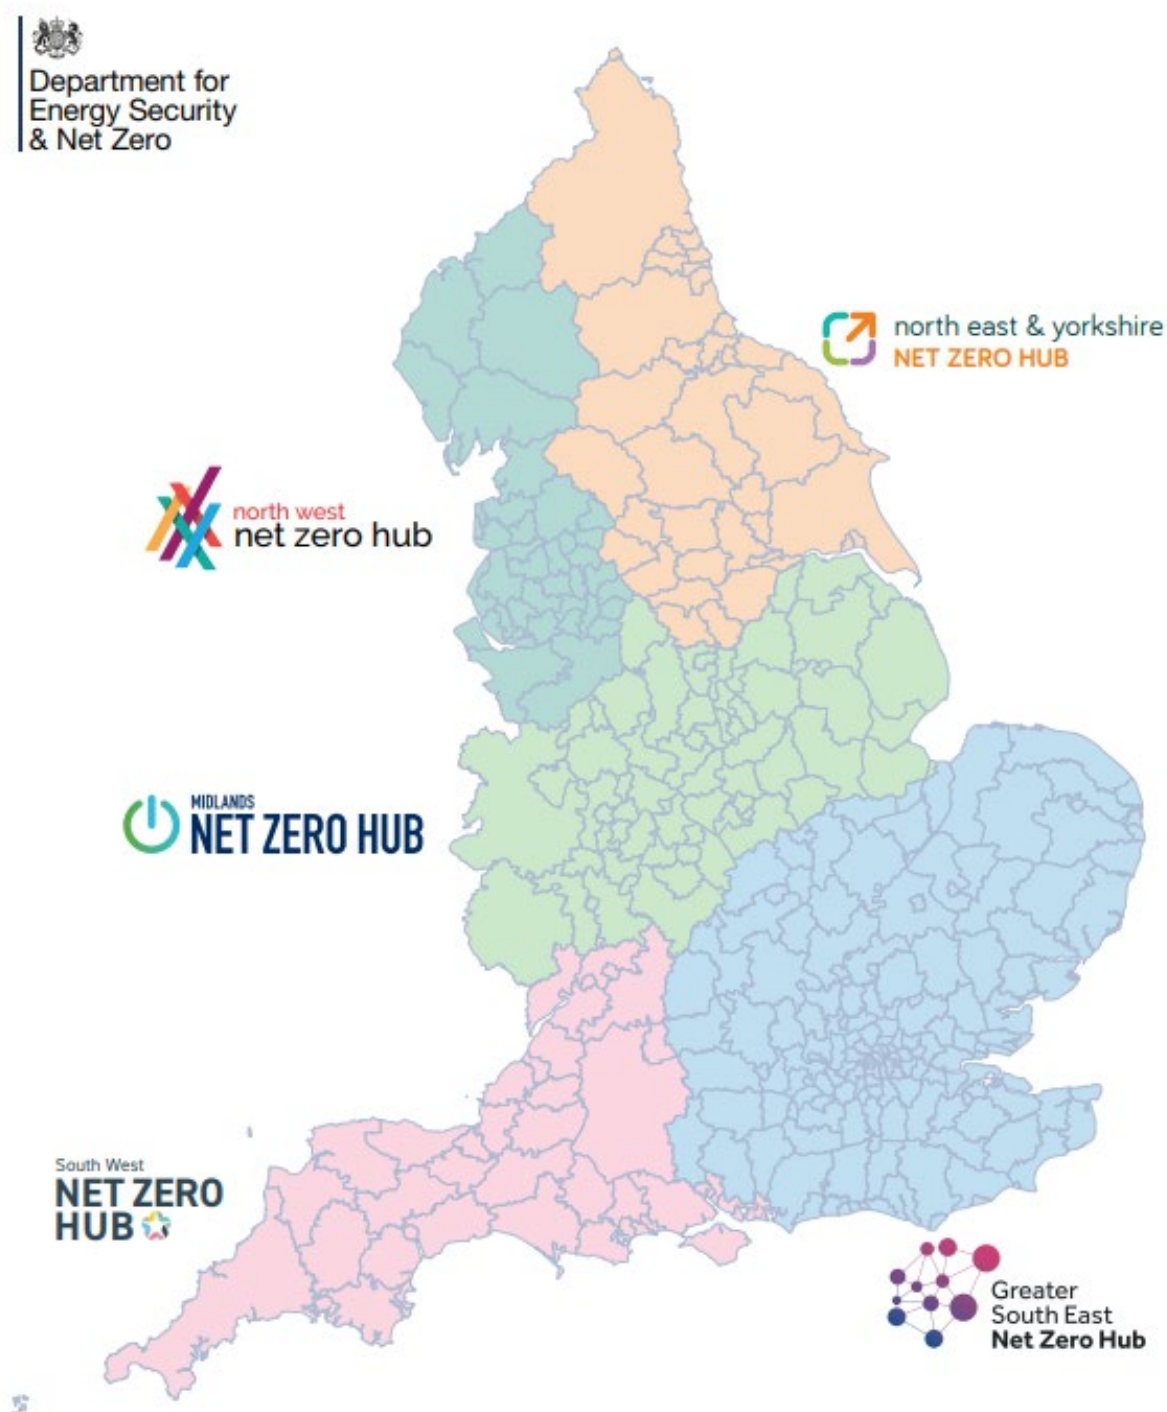 Department for
Energy Security
& Net Zero
north east & yorkshire
NET ZERO HUB
north west
net zero hub
MIDLANDS
NET ZERO HUB
South West
NET ZERO
HUB
Greater
South East
Net Zero Hub